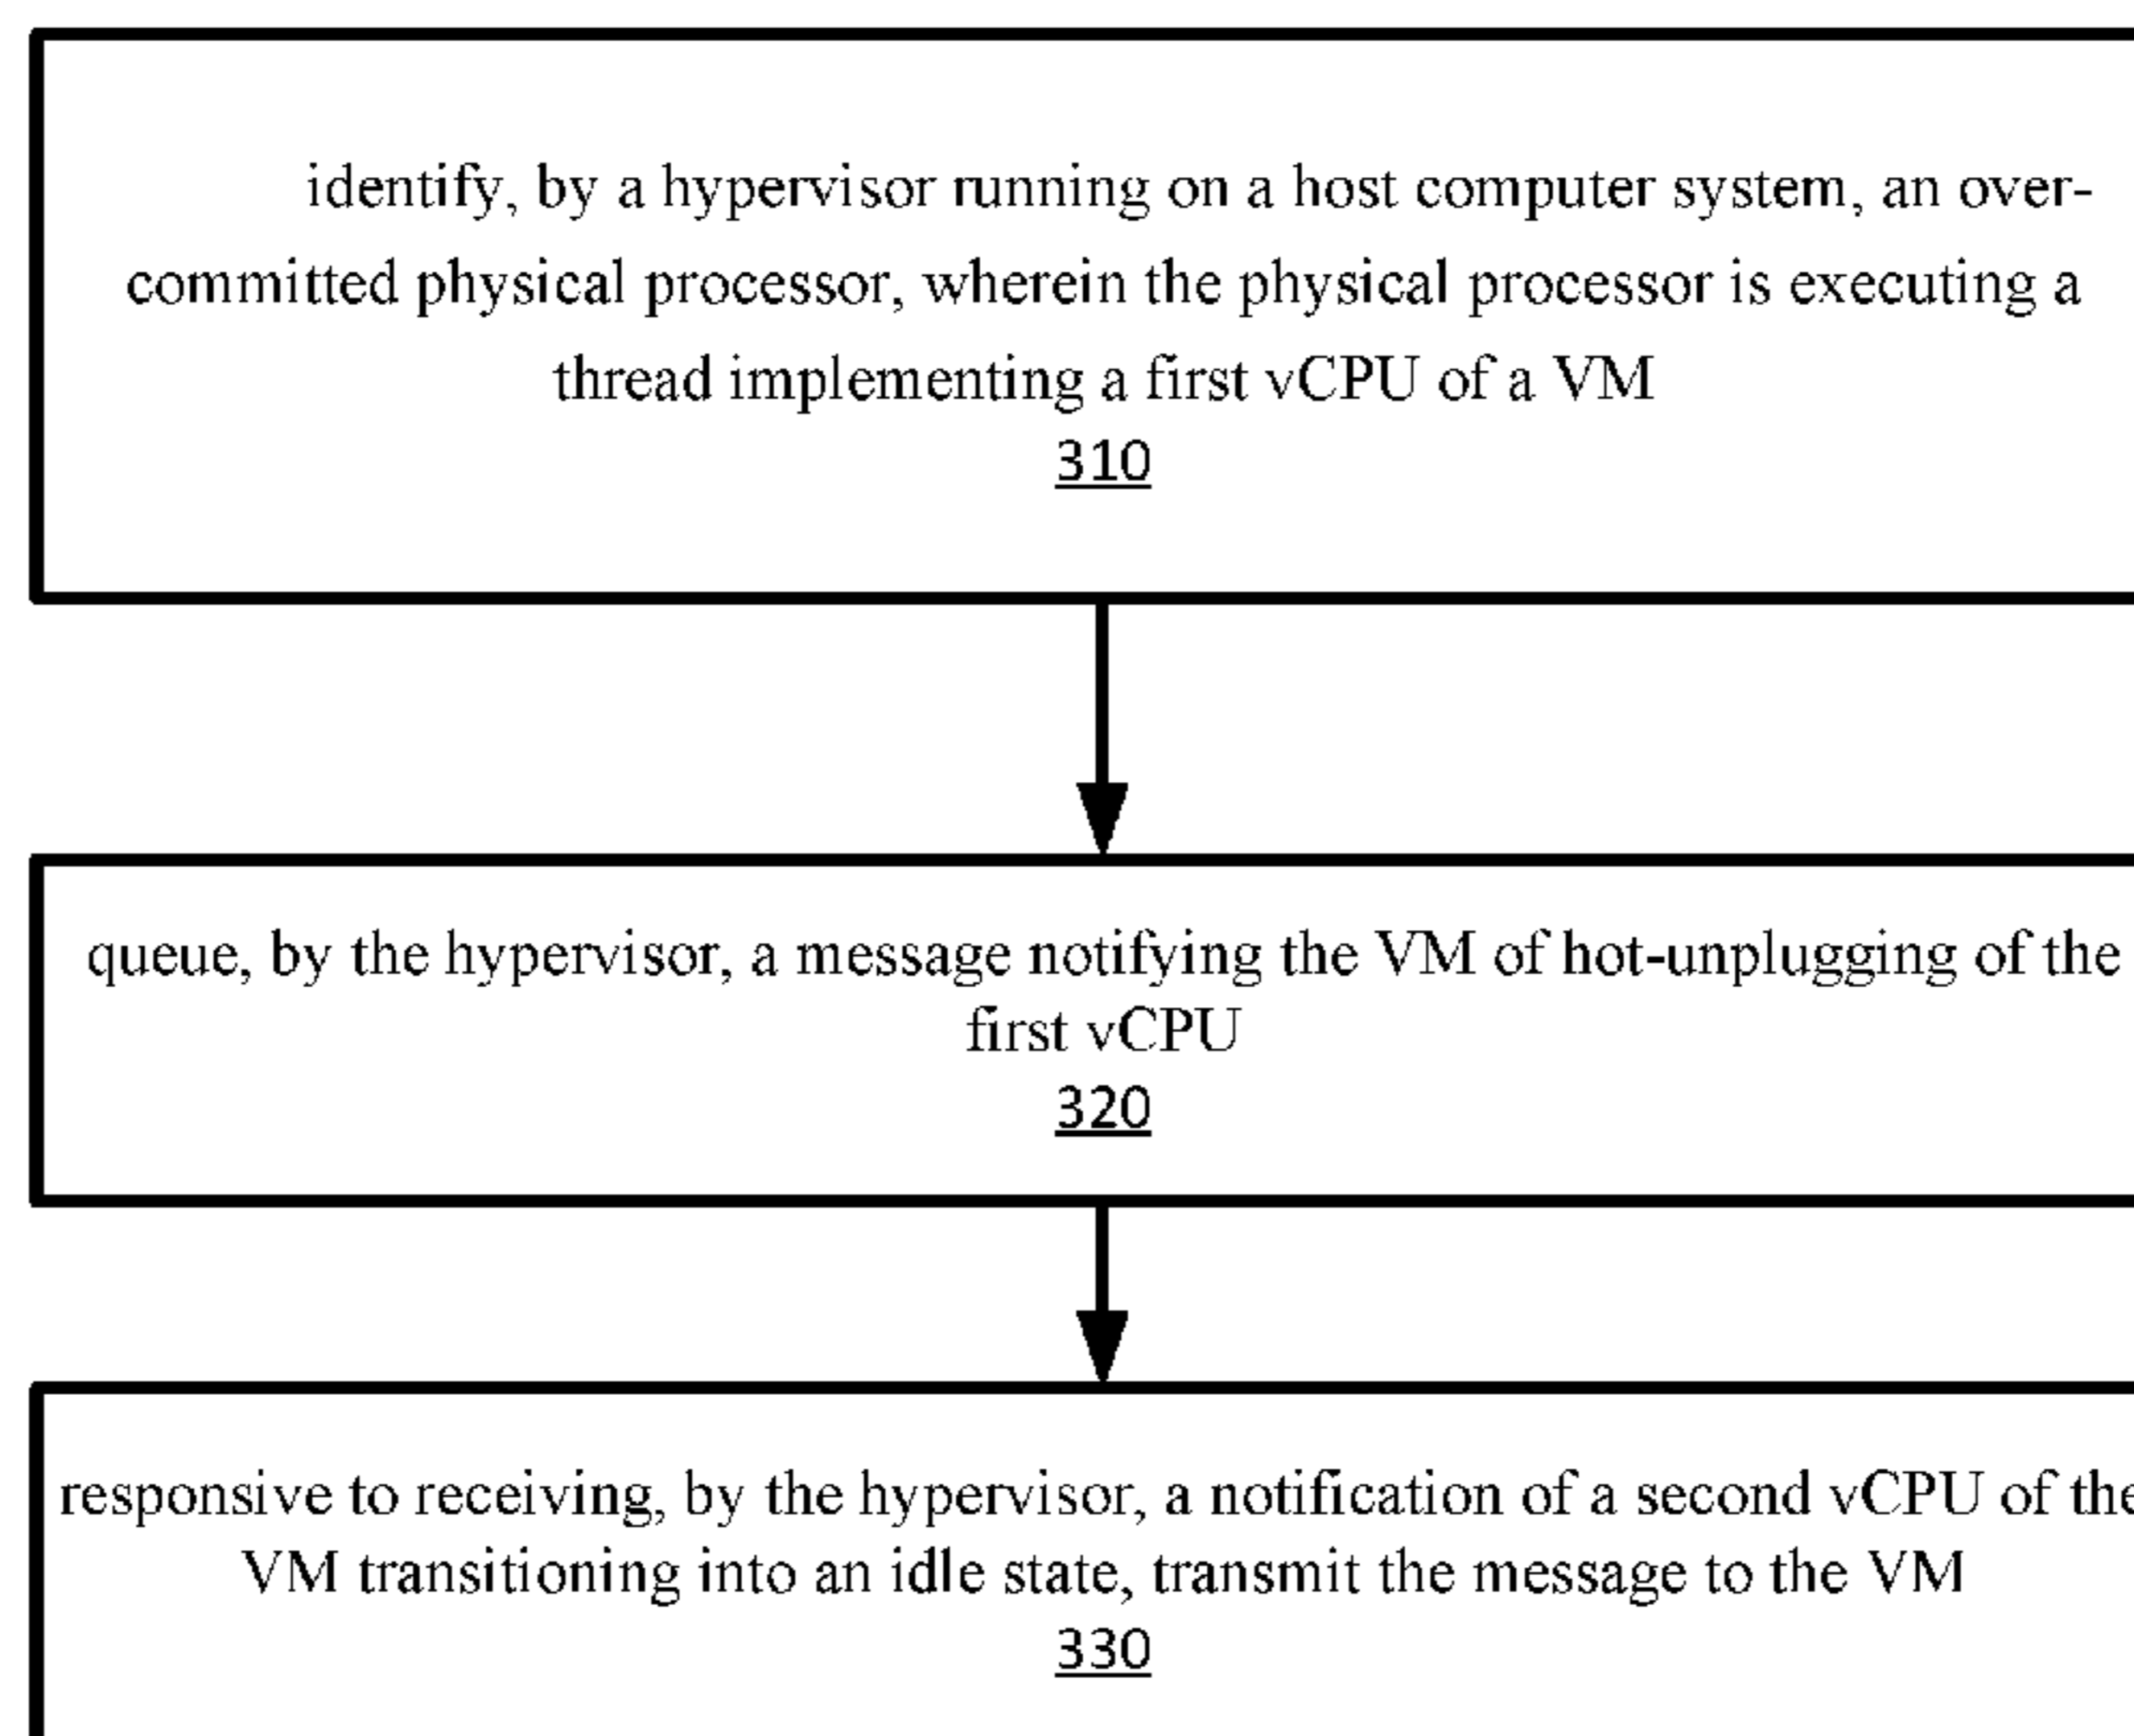 identify, by a hypervisor running on a host computer system, an over-
committed physical processor, wherein the physical processor is executing a
thread implementing a first vCPU of a VM
310
queue, by the hypervisor, a message notifying the VM of hot-unplugging of the
first vCPU
320
responsive to receiving, by the hypervisor, a notification of a second vCPU of the
VM transitioning into an idle state, transmit the message to the VM
330